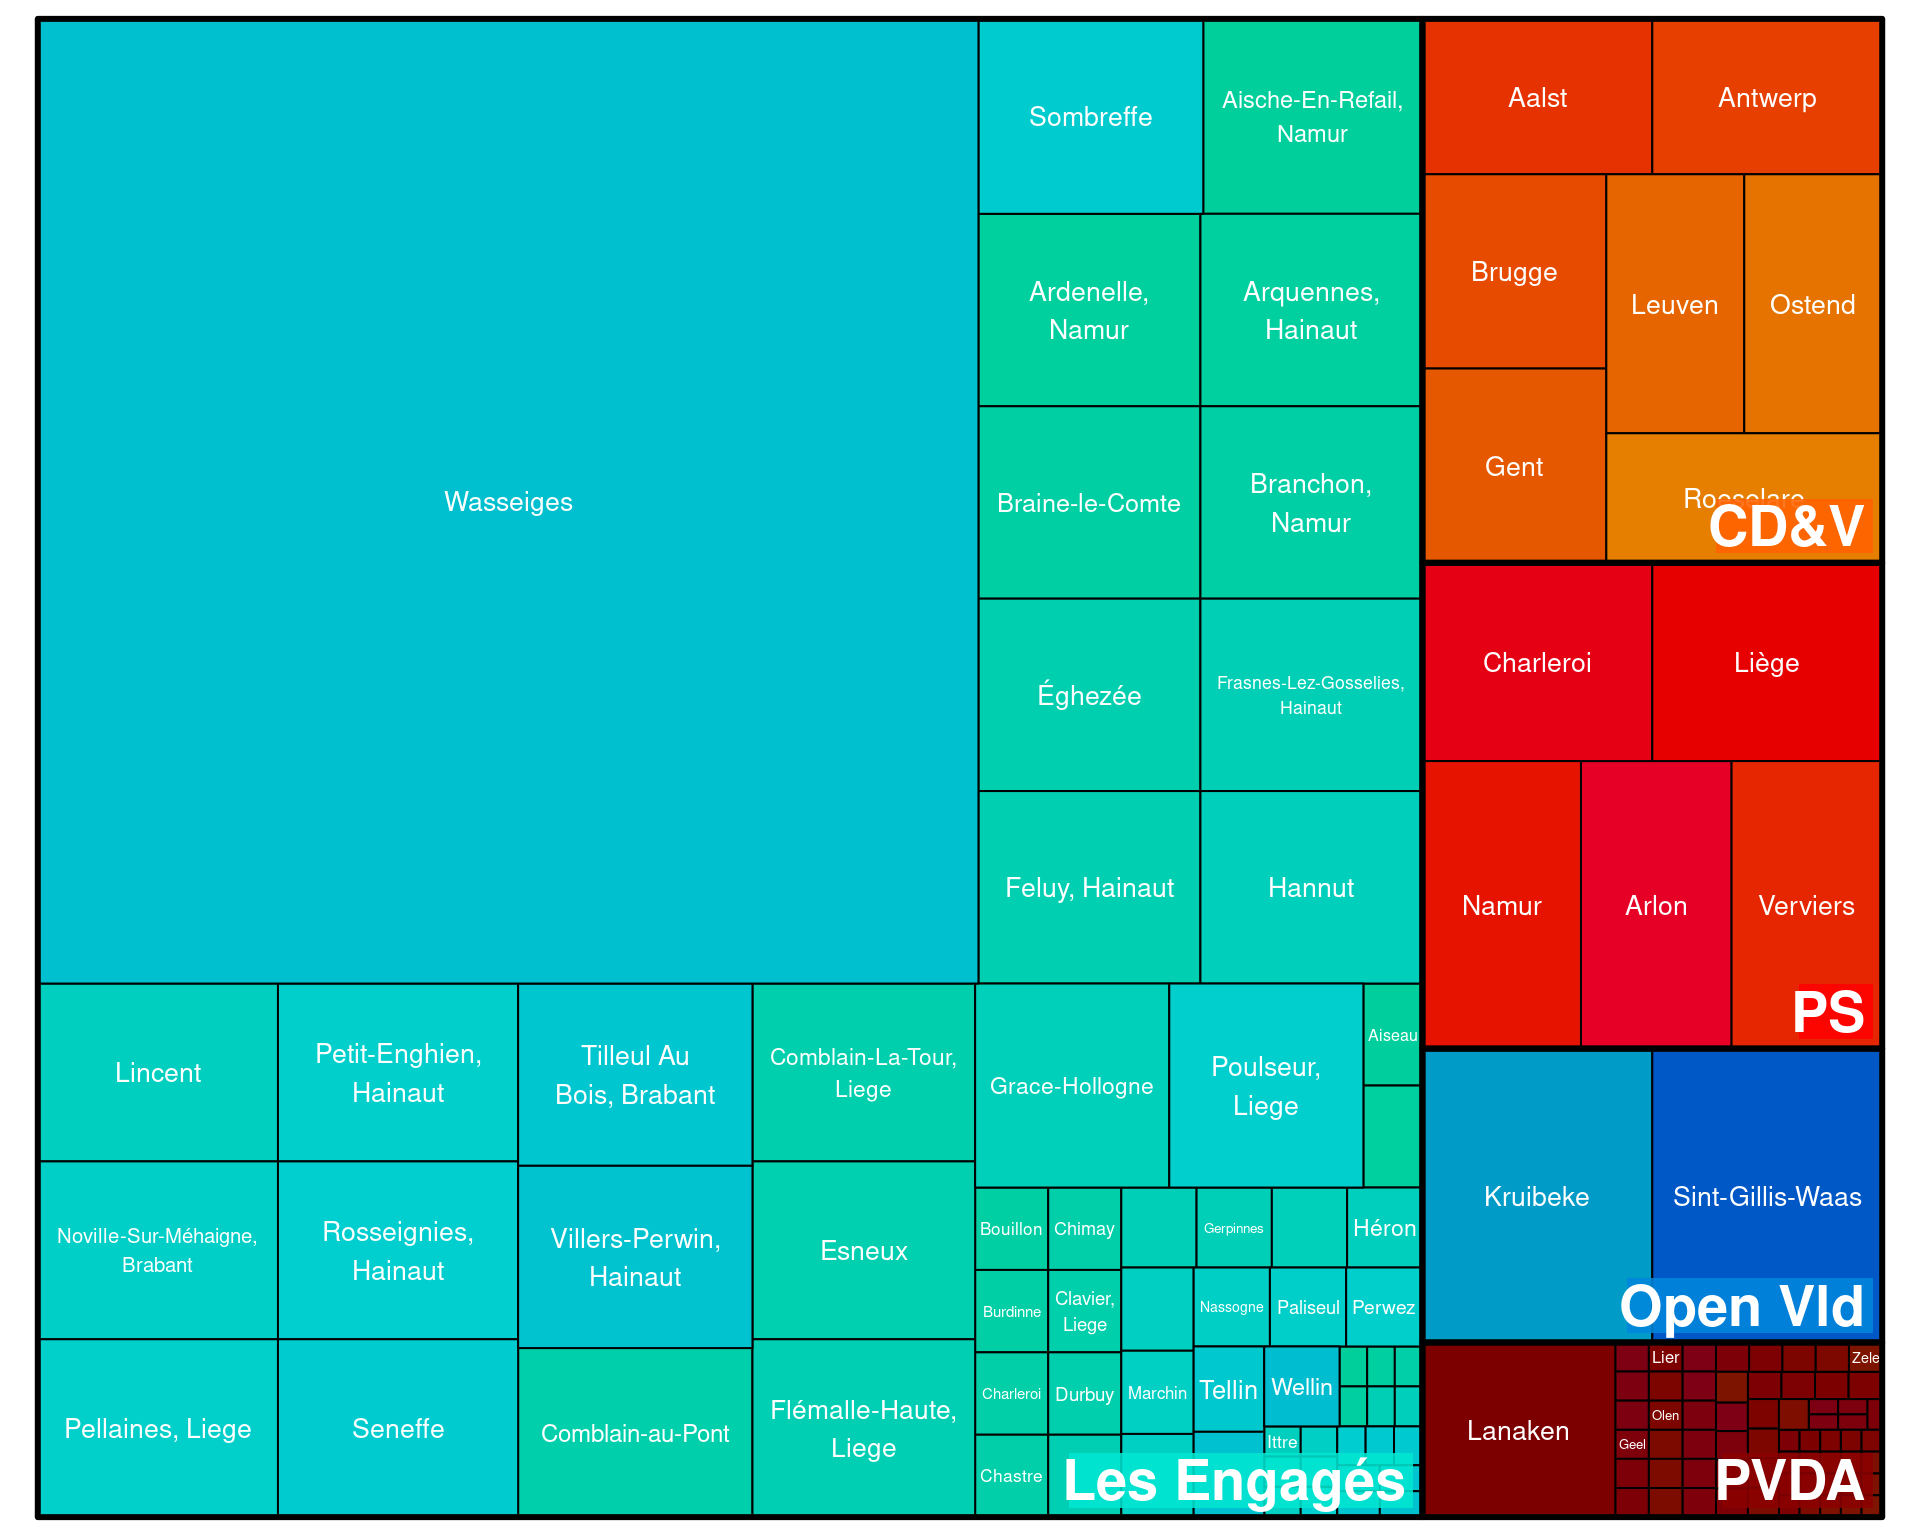 Wasseiges
Sombreffe
Aische-En-Refail,
Namur
Ardenelle,
Namur
Arquennes,
Hainaut
Braine-le-Comte
Branchon,
Namur
Éghezée
Frasnes-Lez-Gosselies,
Hainaut
Feluy, Hainaut
Hannut
Lincent
Petit-Enghien,
Hainaut
Tilleul Au
Bois, Brabant
Comblain-La-Tour,
Liege
Grace-Hollogne
Poulseur,
Liege
Aiseau
Noville-Sur-Méhaigne,
Brabant
Rosseignies,
Hainaut
Villers-Perwin,
Hainaut
Esneux
Bouillon
Chimay
Gerpinnes
Héron
Burdinne
Clavier,
Liege
Nassogne
Paliseul
Perwez
Pellaines, Liege
Seneffe
Comblain-au-Pont
Flémalle-Haute,
Liege
Charleroi
Durbuy
Marchin
Tellin
Wellin
Chastre
Ittre
Les Engagés
Aalst
Antwerp
Brugge
Leuven
Ostend
Gent
Roeselare
CD&V
Charleroi
Liège
Namur
Arlon
Verviers
PS
Kruibeke
Sint-Gillis-Waas
Open Vld
Lanaken
Lier
Zele
Olen
Geel
PVDA